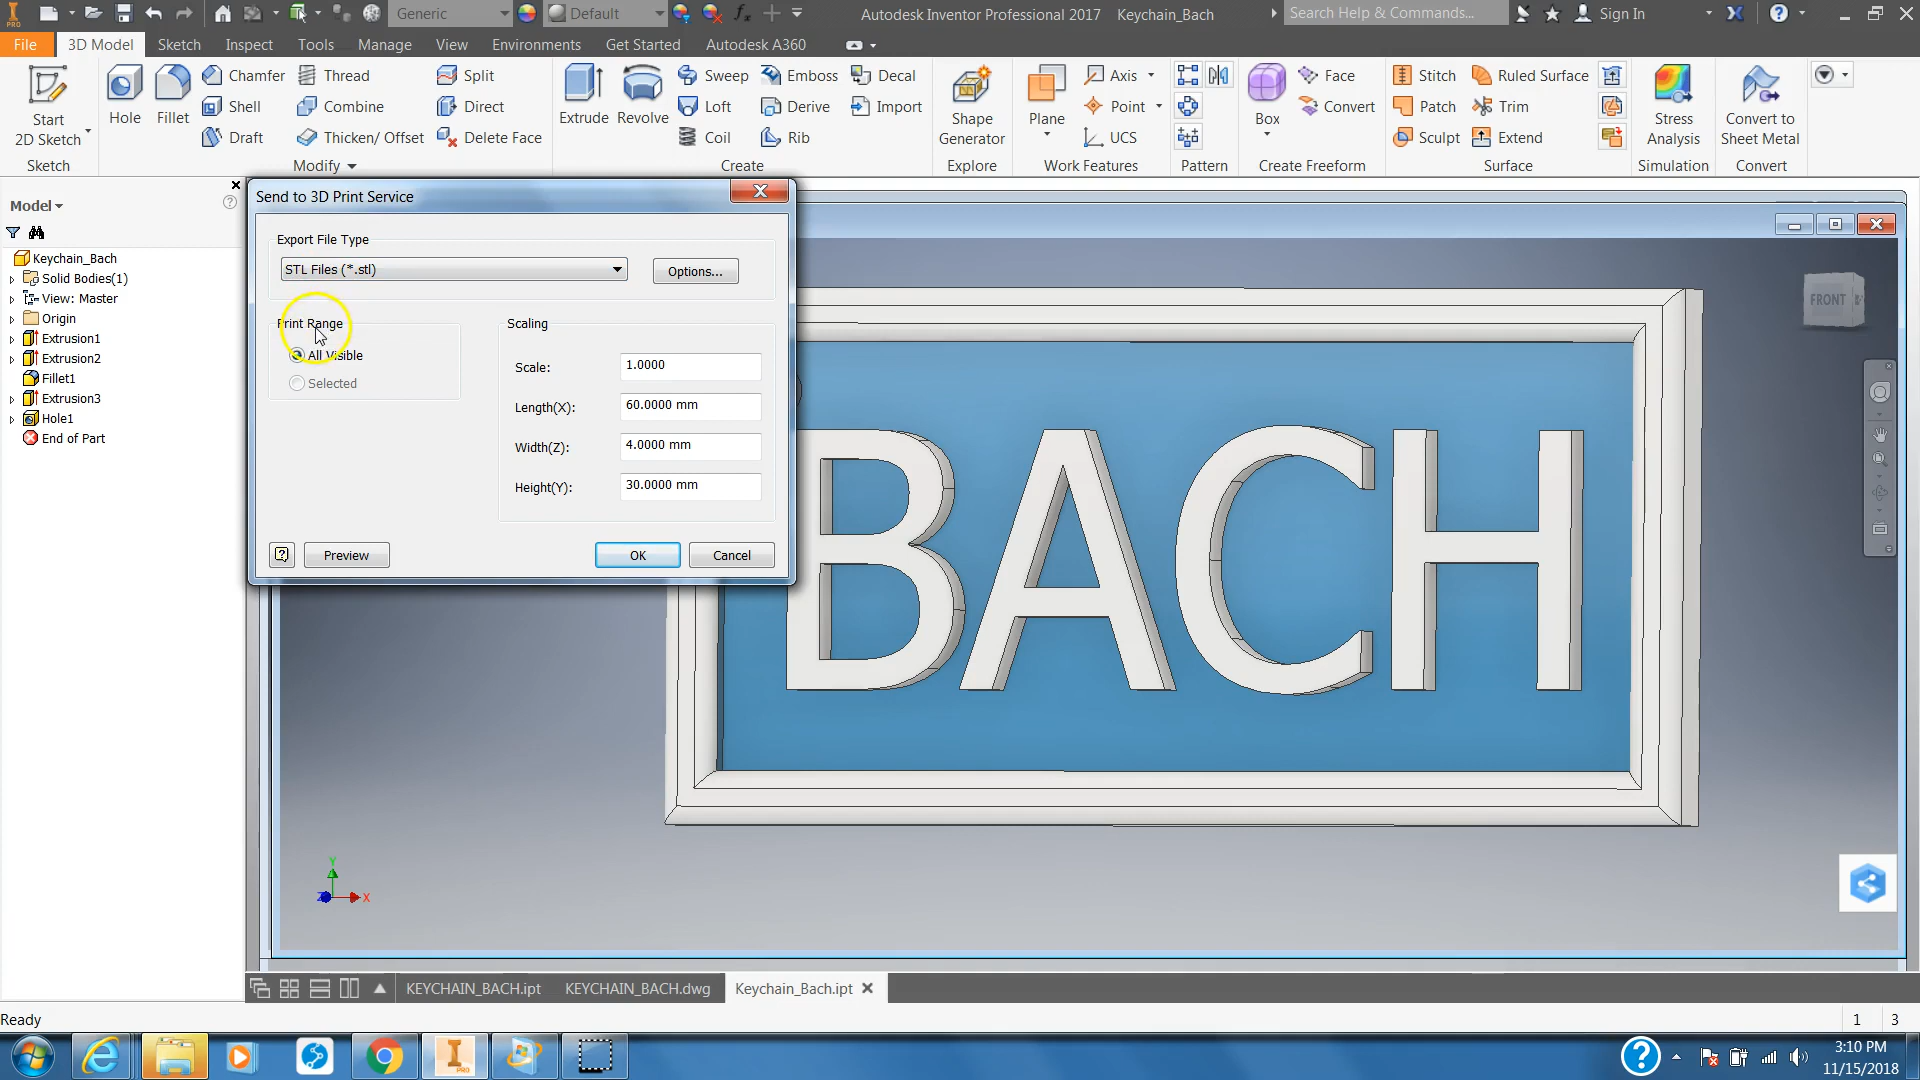 PRO
Generic
Default
Autodesk Inventor Professional 2017 Keychain_Bach
Search Help & Commands...
Sign In
File 3D Model Sketch Inspect Tools Manage View Environments Get Started Autodesk A360
Start
2D Sketch
Sketch
Hole
Fillet
Chamfer
Shell
Draft
Thread
Combine
Thicken/ Offset
Split
Direct
Delete Face
Modify
Extrude
Revolve
Sweep
Loft
Coil
Emboss
Derive
Rib
Decal
Import
Create
Shape
Generator
Explore
Plane
Axis
Point
UCS
Work Features
Pattern
Box
Face
Convert
Create Freeform
Stitch
Patch
Sculpt
Ruled Surface
Trim
Extend
Surface
Stress
Analysis
Simulation
Convert to
Sheet Metal
Convert
Model
Keychain_Bach
Solid Bodies(1)
View: Master
Origin
Extrusion1
Extrusion2
Fillet1
Extrusion3
Hole1
End of Part
Send to 3D Print Service
Export File Type
STL Files (*.stl)
Options...
Print Range
All Visible
Selected
Scaling
Scale: 1.0000
Length(X): 60.0000 mm
Width(Z): 4.0000 mm
Height(Y): 30.0000 mm
Preview
OK
Cancel
FRONT
BACH
Y
Z
X
KEYCHAIN_BACH.ipt KEYCHAIN_BACH.dwg Keychain_Bach.ipt
Ready
1 3
PRO
3:10 PM
11/15/2018